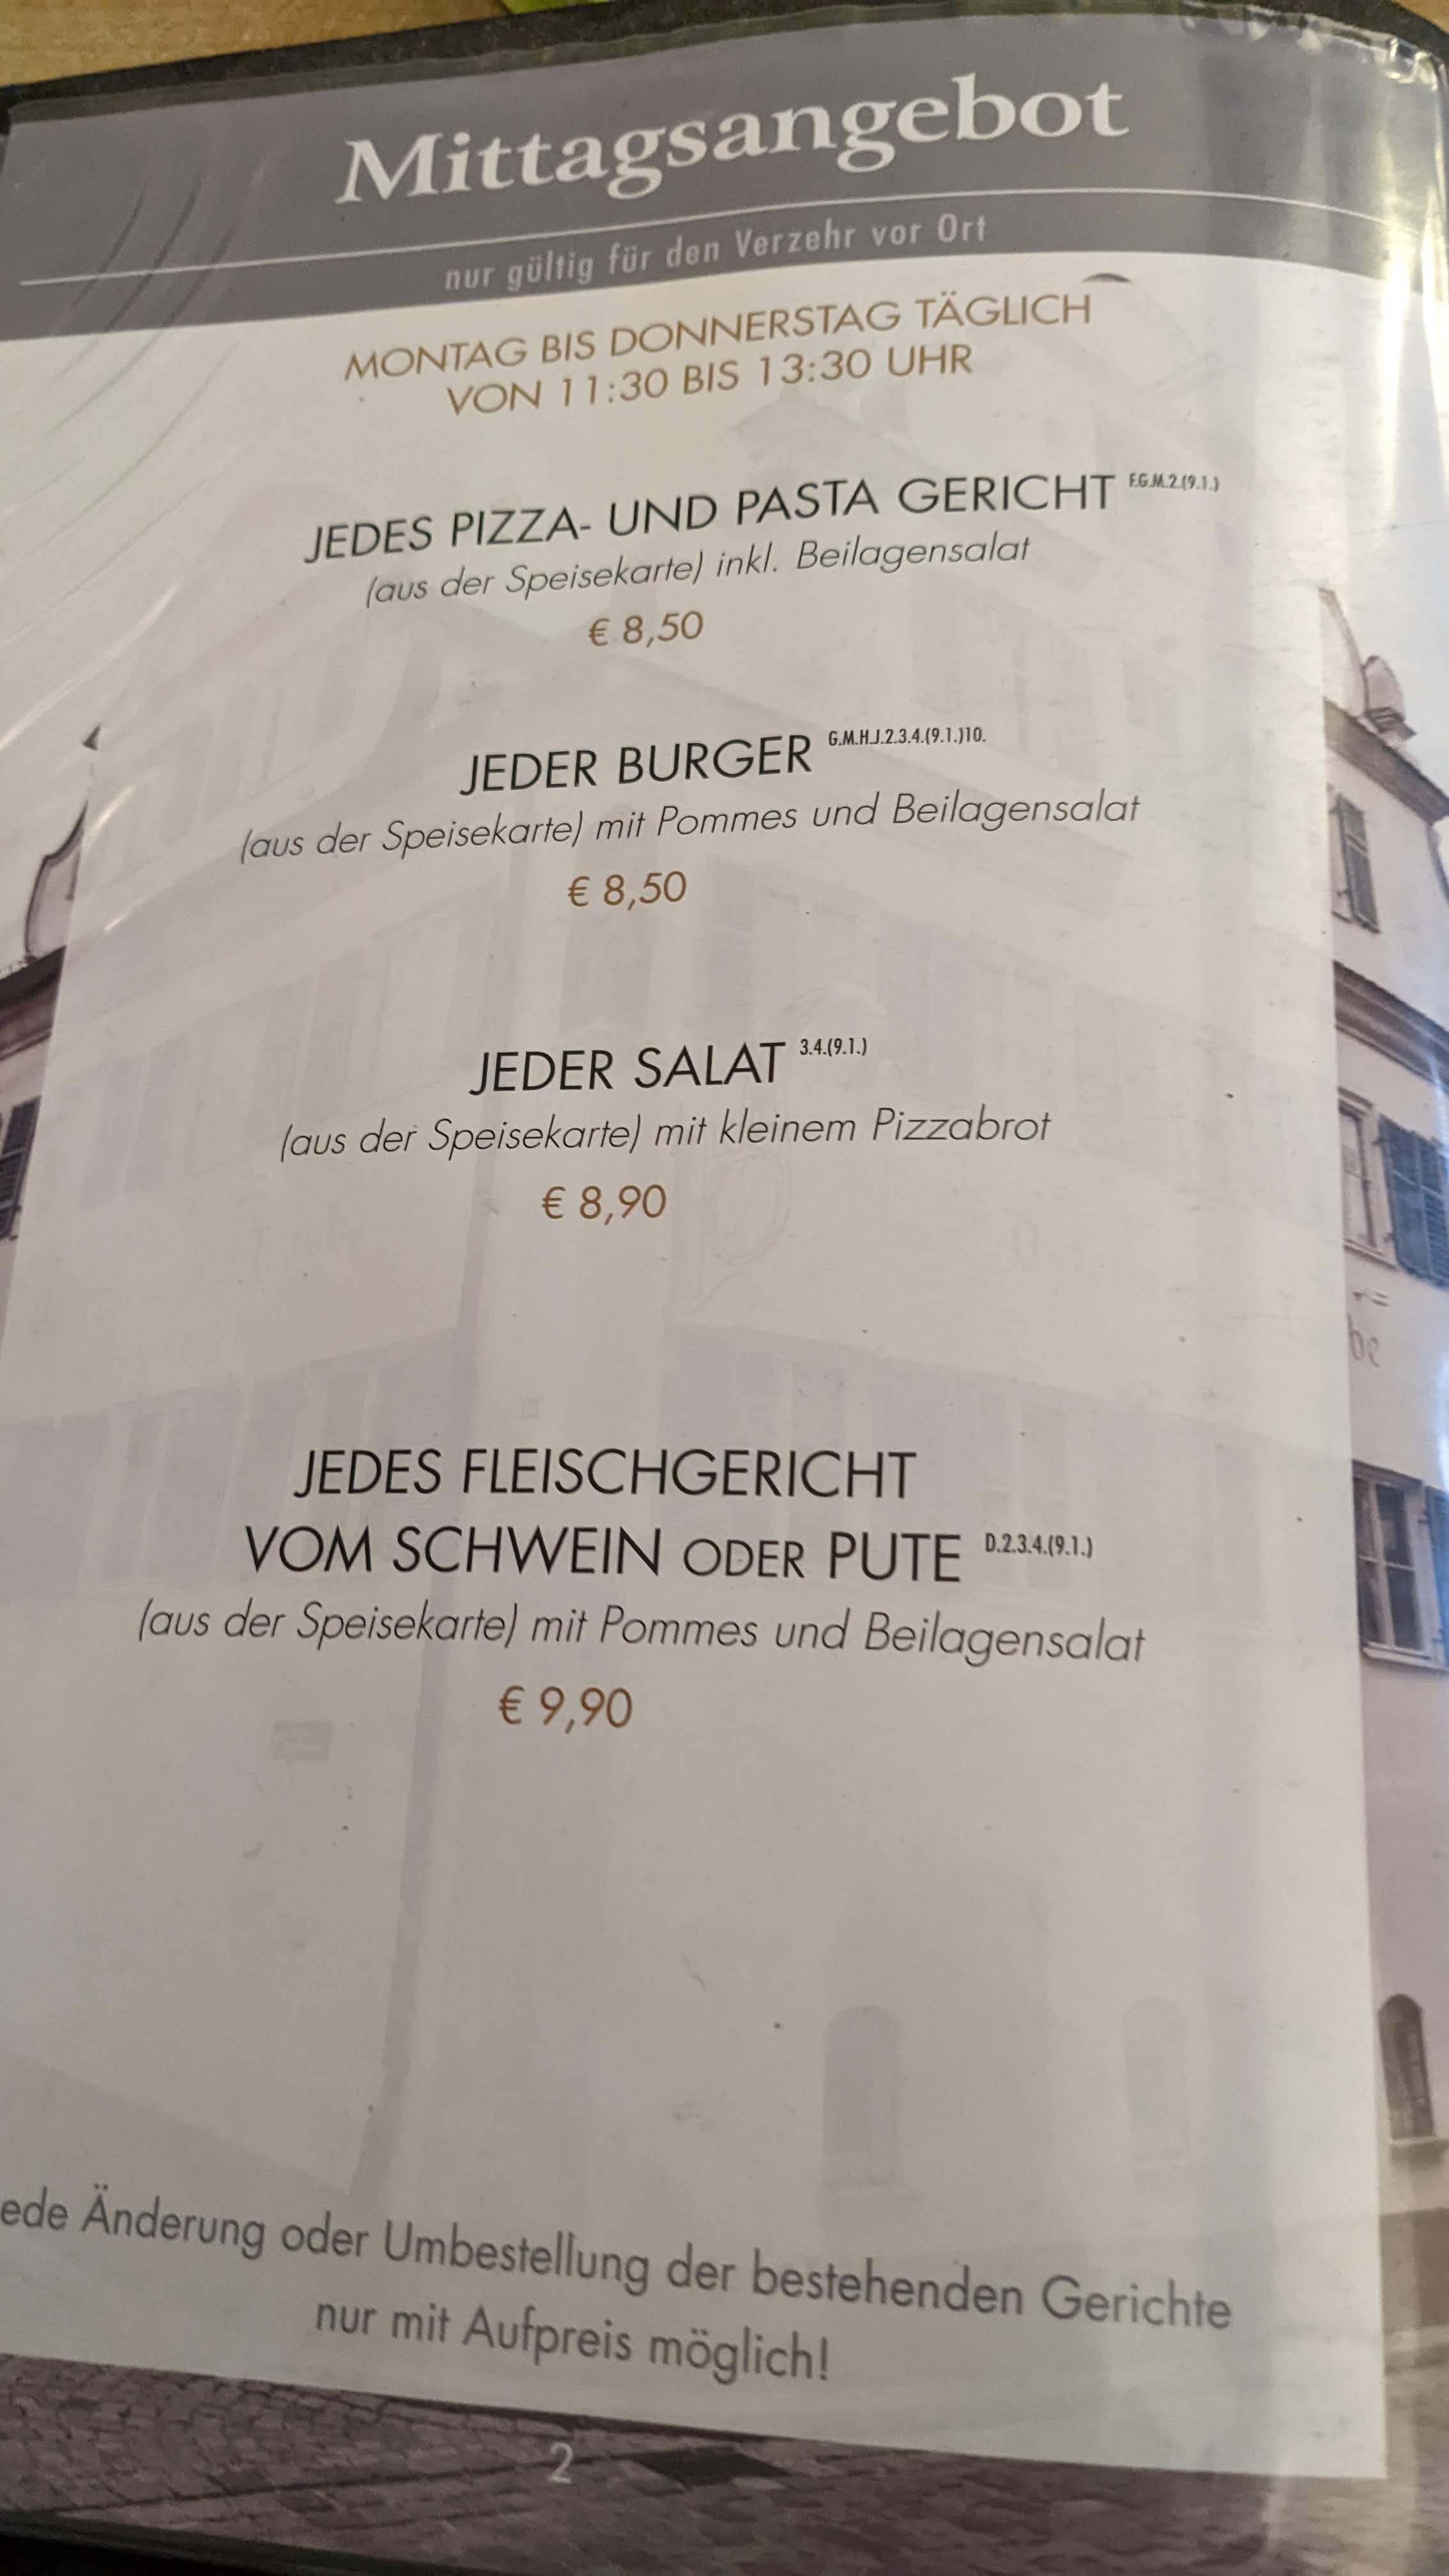 Mittagsangebot
nur gültig für den Verzehr vor Ort
MONTAG BIS DONNERSTAG TÄGLICH
VON 11:30 BIS 13:30 UHR
JEDES PIZZA- UND PASTA GERICHT F.G.M.2.(9.1.)
(aus der Speisekarte) inkl. Beilagensalat
€ 8,50
JEDER BURGER G.M.H.J.2.3.4.(9.1.)10.
(aus der Speisekarte) mit Pommes und Beilagensalat
€ 8,50
JEDER SALAT 3.4.(9.1.)
(aus der Speisekarte) mit kleinem Pizzabrot
€ 8,90
JEDES FLEISCHGERICHT
VOM SCHWEIN ODER PUTE D.2.3.4.(9.1.)
(aus der Speisekarte) mit Pommes und Beilagensalat
€ 9,90
ede Änderung oder Umbestellung der bestehenden Gerichte
nur mit Aufpreis möglich!
2